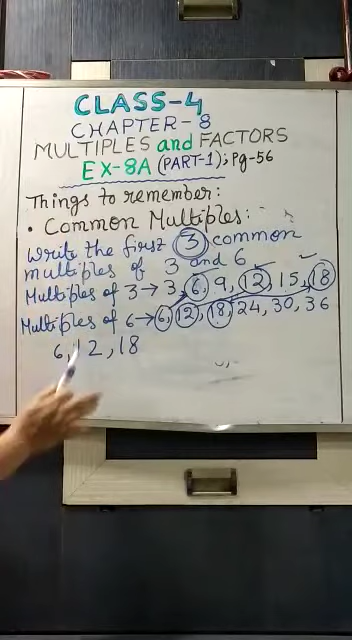 CLASS-4
CHAPTER-8
MULTIPLES and FACTORS
EX-8A (PART-1); Pg-56
Things to remember:
• Common Multiples:
Write the first 3 common
multiples of 3 and 6
Multiples of 3→ 3, 6, 9, 12, 15, 18
Multiples of 6→ 6, 12, 18, 24, 30, 36
6, 12, 18